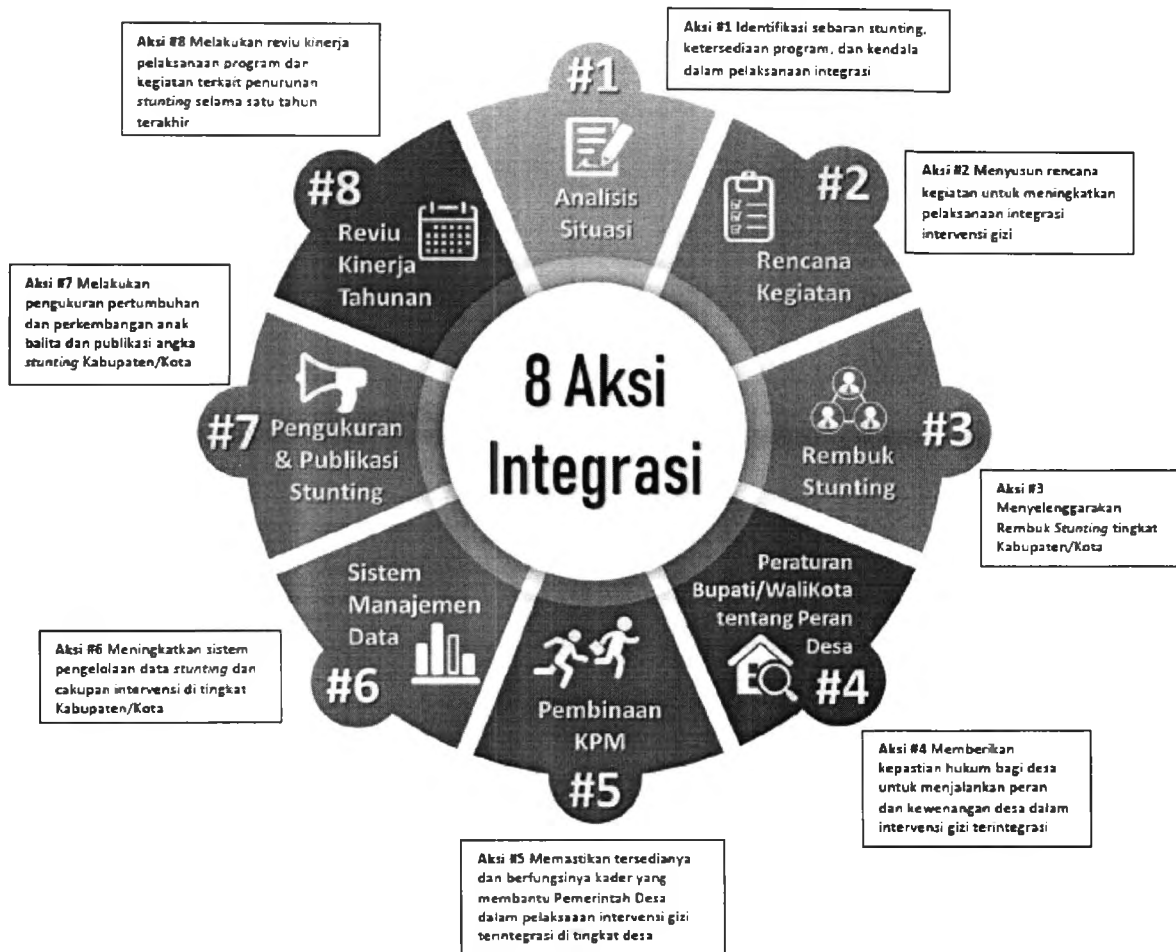 Aksi #8 Melakukan reviu kinerja
pelaksanaan program dar
kegiatan terkait penurunan
stunting selama satu tahun
terakhir
Aksi #1 Identifikasi sebaran stunting,
ketersediaan program, dan kendala
dalam pelaksanaan integrasi
#1
Analisis
Situasi
#2
Rencana
Kegiatan
Aksi #2 Menyusun rencana
kegiatan untuk meningkatkan
pelaksanaan integrasi
intervensi gizi
#8
Reviu
Kinerja
Tahunan
Aksi #7 Melakukan
pengukuran pertumbuhan
dan perkembangan anak
balita dan publikasi angka
stunting Kabupaten/Kota
8 Aksi
Integrasi
#7
Pengukuran
& Publikasi
Stunting
#3
Rembuk
Stunting
Aksi #3
Menyelenggarakan
Rembuk Stunting tingkat
Kabupaten/Kota
Sistem
Manajemen
Data
#6
Aksi #6 Meningkatkan sistem
pengelolaan data stunting dan
cakupan intervensi di tingkat
Kabupaten/Kota
Peraturan
Bupati/WaliKota
tentang Peran
Desa
#4
Aksi #4 Memberikan
kepastian hukum bagi desa
untuk menjalankan peran
dan kewenangan desa dalam
intervensi gizi terintegrasi
Pembinaan
KPM
#5
Aksi #5 Memastikan tersedianya
dan berfungsinya kader yang
membantu Pemerintah Desa
dalam pelaksaaan intervensi gizi
terintegrasi di tingkat desa